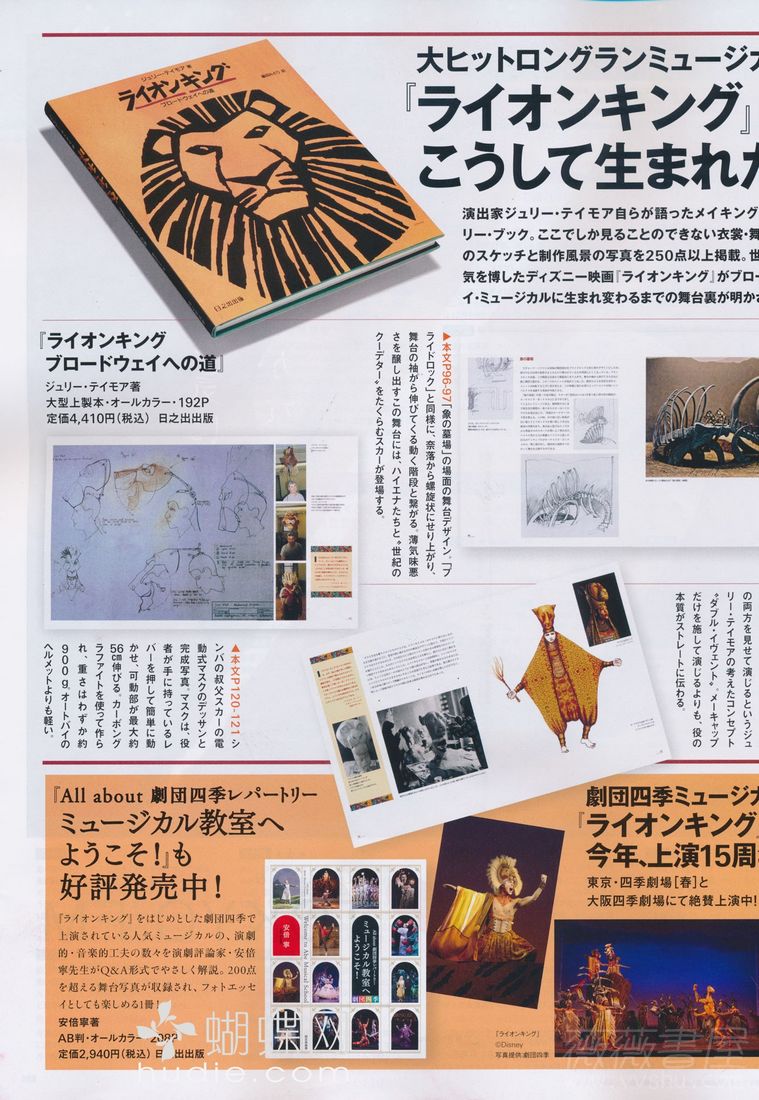 大ヒットロングランミュージカ
『ライオンキング』
こうして生まれた
演出家ジュリー・テイモア自らが語ったメイキング
リー・ブック。ここでしか見ることのできない衣裳・舞
のスケッチと制作風景の写真を250点以上掲載。世
気を博したディズニー映画『ライオンキング』がブロー
イ・ミュージカルに生まれ変わるまでの舞台裏が明かさ
ジュリー・テイモア 著
ライオンキング
ブロードウェイへの道
日之出出版
『ライオンキング
ブロードウェイへの道』
ジュリー・テイモア著
大型上製本・オールカラー・192P
定価4,410円（税込） 日之出出版
▲本文P96-97「象の墓場」の場面の舞台デザイン。「プ
ライドロック」と同様に、奈落から螺旋状にせり上がり、
舞台の袖から伸びてくる動く階段と繋がる。薄気味悪
さを醸し出すこの舞台には、ハイエナたちと〝世紀の
クーデター〟をたくらむスカーが登場する。
▲本文P120-121 シ
ンバの叔父スカーの電
動式マスクのデッサンと
完成写真。マスクは、役
者が手に持っているレ
バーを押して簡単に動
かせ、可動部が最大約
56㎝伸びる。カーボング
ラファイトを使って作ら
れ、重さはわずか約
900g。オートバイの
ヘルメットよりも軽い。
の両方を見せて演じるというジュ
リー・テイモアの考えたコンセプト
〝ダブル・イヴェント〟。メーキャップ
だけを施して演じるよりも、役の
本質がストレートに伝わる。
『All about 劇団四季レパートリー
ミュージカル教室へ
ようこそ！』も
好評発売中！
『ライオンキング』をはじめとした劇団四季で
上演されている人気ミュージカルの、演劇
的・音楽的工夫の数々を演劇評論家・安倍
寧先生がQ&A形式でやさしく解説。200点
を超える舞台写真が収録され、フォトエッセ
イとしても楽しめる1冊！
安倍寧著
AB判・オールカラー・208P
定価2,940円（税込） 日之出出版
安倍 寧
Welcome to Abe Musical School
All about 劇団四季レパートリー
ミュージカル教室へ
ようこそ！
劇団四季
劇団四季ミュージカ
『ライオンキング』
今年、上演15周
東京・四季劇場［春］と
大阪四季劇場にて絶賛上演中！
『ライオンキング』
©Disney
写真提供:劇団四季
蝴蝶网
hudie.com
薇薇書屋